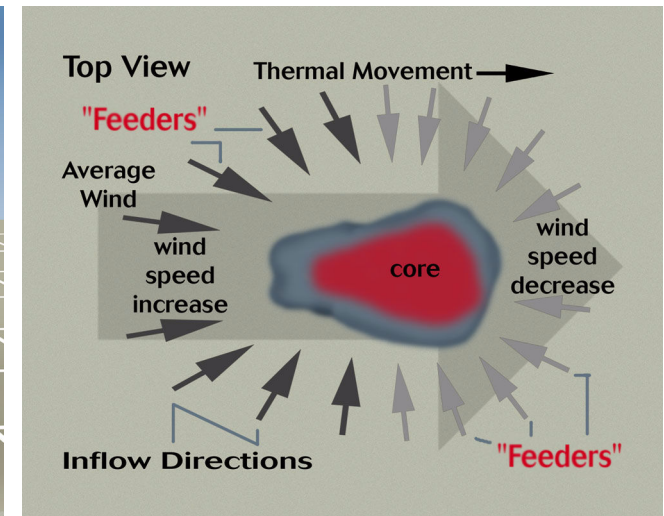 Top View
Thermal Movement
"Feeders"
Average
Wind
wind
speed
increase
core
wind
speed
decrease
Inflow Directions
"Feeders"